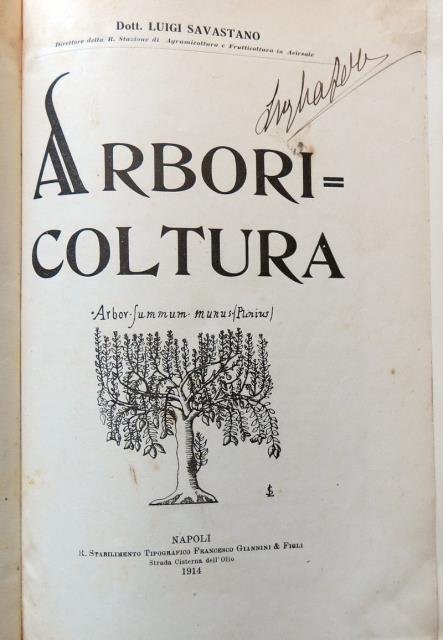 Dott. LUIGI SAVASTANO
Direttore della R. Stazione di Agrumicoltura e Frutticoltura in Acireale
ARBORI=
COLTURA
Arbor·summum·munus·(Plinius)
NAPOLI
R. STABILIMENTO TIPOGRAFICO FRANCESCO GIANNINI & FIGLI
Strada Cisterna dell'Olio
1914